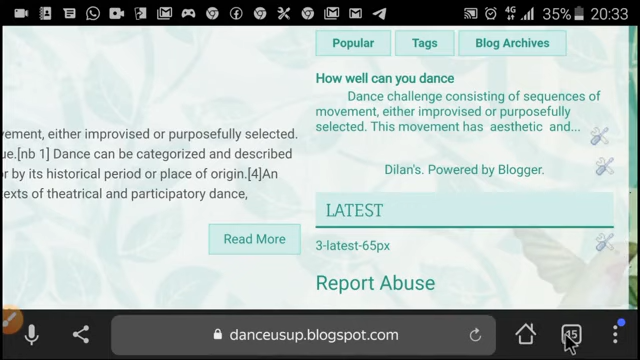 35% 20:33
4G
Popular Tags Blog Archives
How well can you dance
Dance challenge consisting of sequences of
movement, either improvised or purposefully
selected. This movement has aesthetic and...
vement, either improvised or purposefully selected.
ue.[nb 1] Dance can be categorized and described
or by its historical period or place of origin.[4]An
exts of theatrical and participatory dance,
Read More
Dilan's. Powered by Blogger.
LATEST
3-latest-65px
Report Abuse
danceusup.blogspot.com